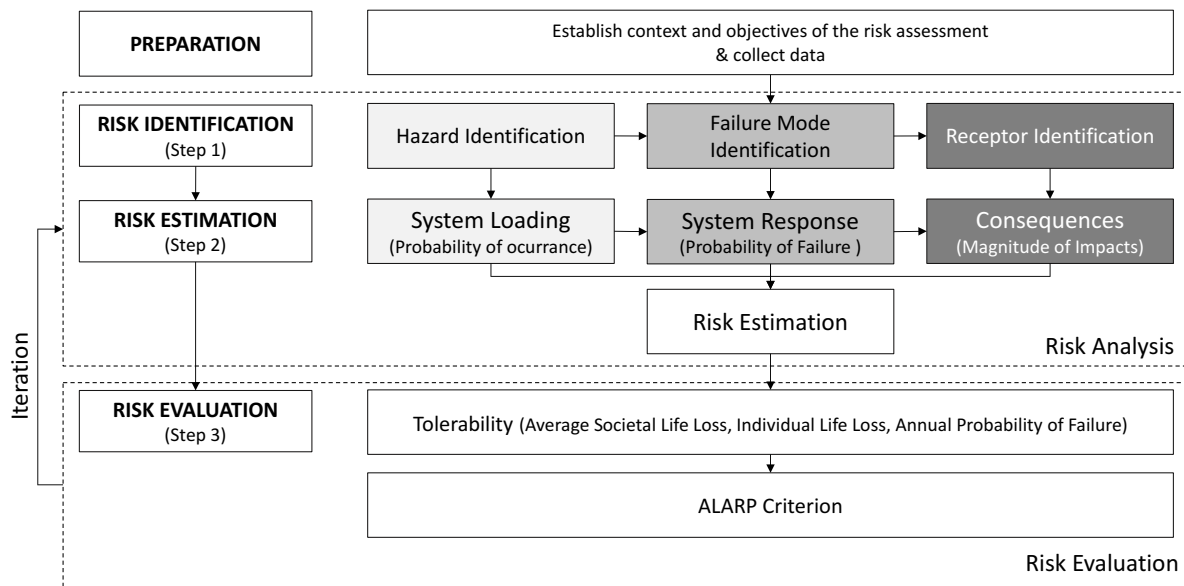 PREPARATION
Establish context and objectives of the risk assessment
& collect data
RISK IDENTIFICATION
(Step 1)
Hazard Identification
Failure Mode
Identification
Receptor Identification
RISK ESTIMATION
(Step 2)
System Loading
(Probability of ocurrance)
System Response
(Probability of Failure )
Consequences
(Magnitude of Impacts)
Risk Estimation
Risk Analysis
Iteration
RISK EVALUATION
(Step 3)
Tolerability (Average Societal Life Loss, Individual Life Loss, Annual Probability of Failure)
ALARP Criterion
Risk Evaluation